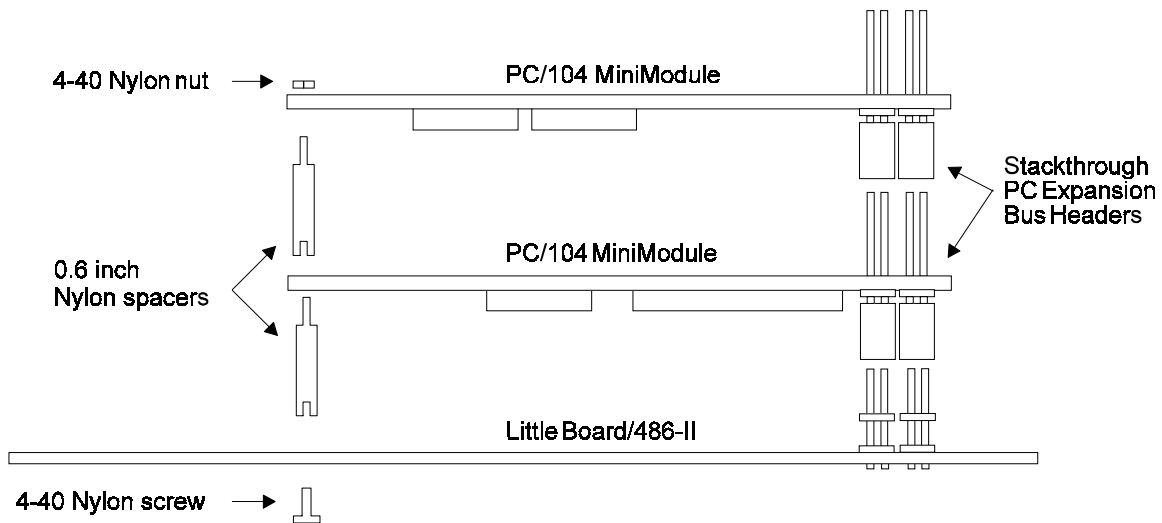 4-40 Nylon nut
PC/104 MiniModule
Stackthrough
PC Expansion
Bus Headers
PC/104 MiniModule
0.6 inch
Nylon spacers
Little Board/486-II
4-40 Nylon screw